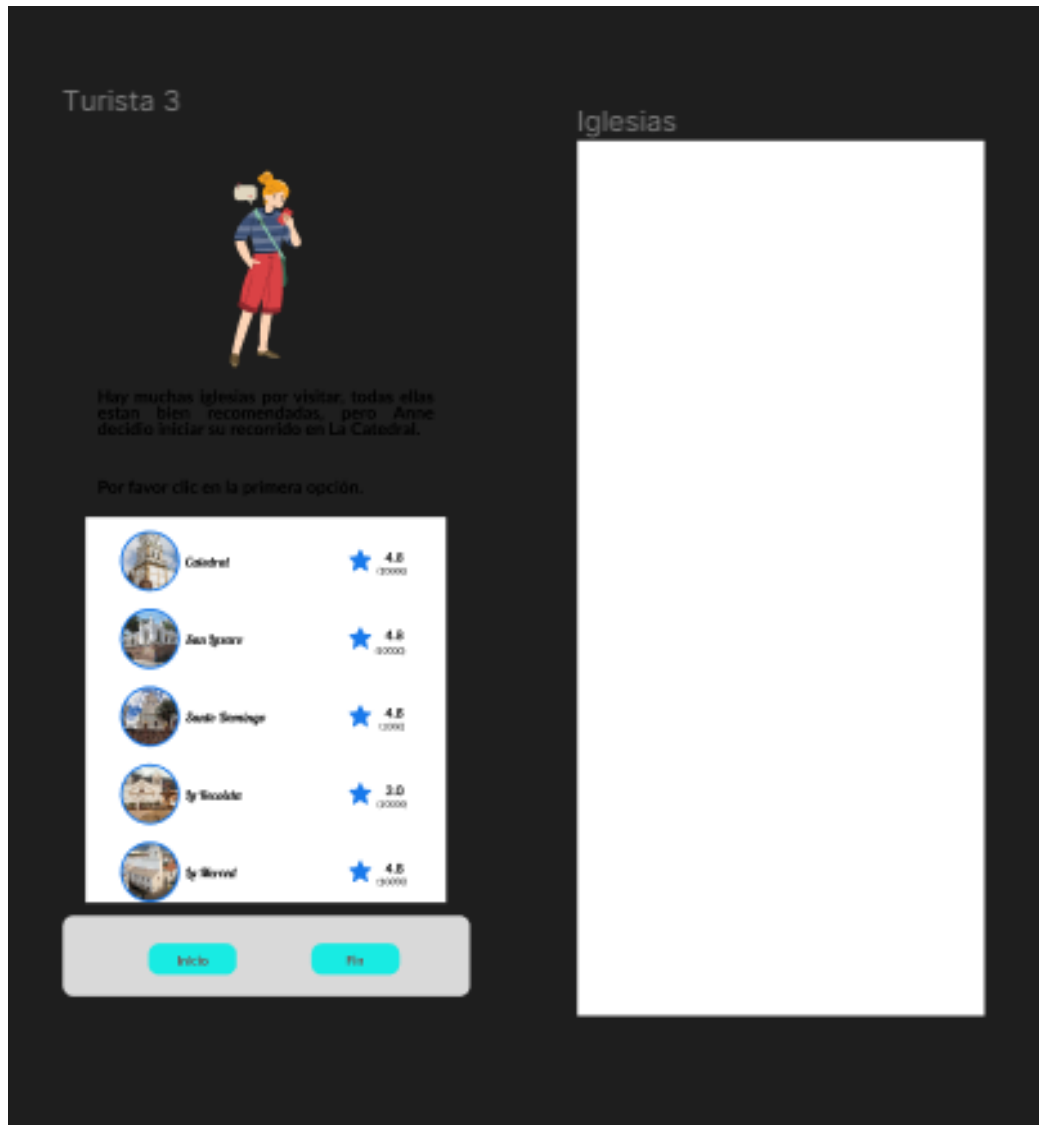 Turista 3
Iglesias
Hay muchas iglesias por visitar, todas ellas
estan bien recomendadas, pero Anne
decidio iniciar su recorrido en La Catedral.
Por favor clic en la primera opción.
Catedral
4.8
San
4.8
Santo Domingo
4.8
La Recoleta
3.0
La Merced
4.8
Inicio
Fin